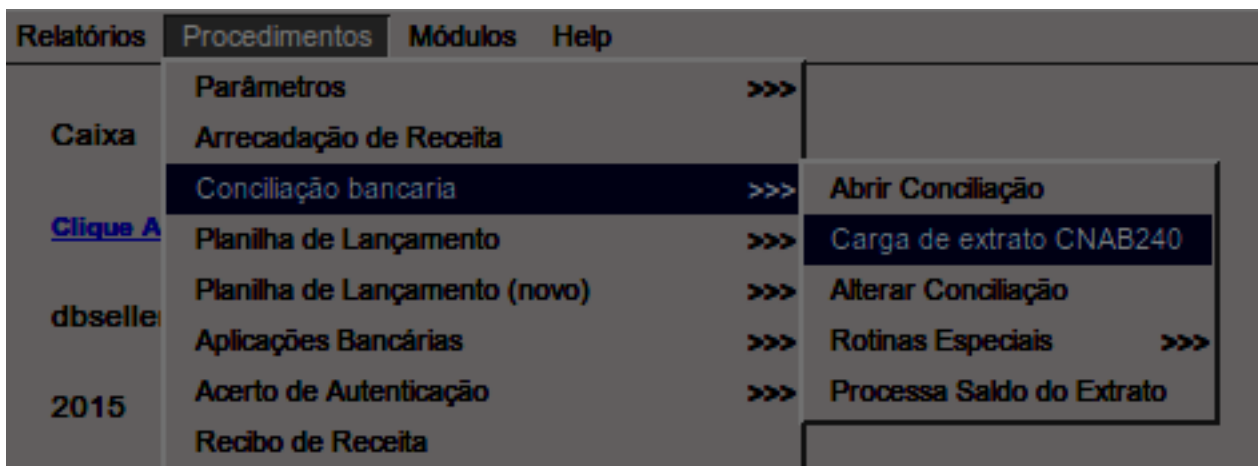 Relatórios Procedimentos Módulos Help
Parâmetros >>>
Caixa
Arrecadação de Receita
Conciliação bancaria >>>
Abrir Conciliação
Clique A
Planilha de Lançamento >>>
Carga de extrato CNAB240
Planilha de Lançamento (novo) >>>
Alterar Conciliação
dbseller
Aplicações Bancárias >>>
Rotinas Especiais >>>
2015
Acerto de Autenticação >>>
Processa Saldo do Extrato
Recibo de Receita